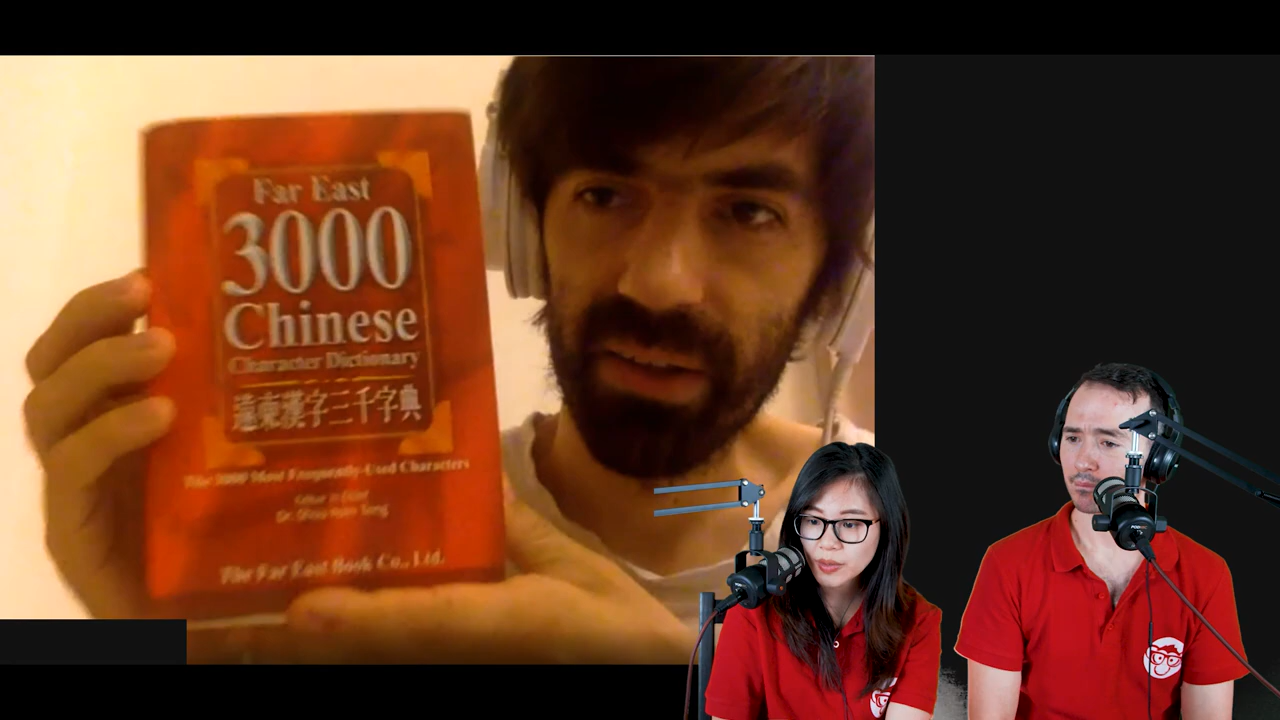 Far East
3000
Chinese
Character Dictionary
遠東漢字三千字典
The 3000 Most Frequently-Used Characters
Editor in Chief
Dr.
The Far East Book Co., Ltd.